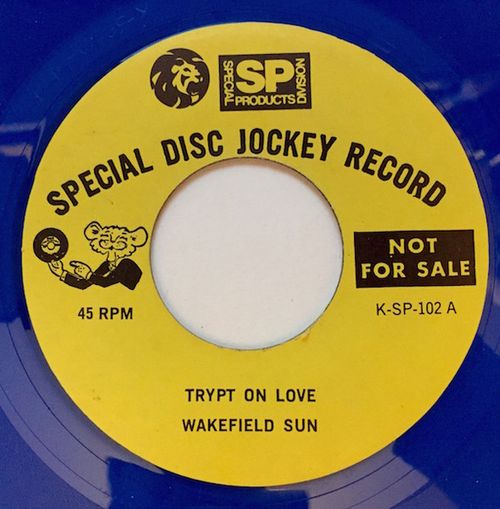 SP
SPECIAL
PRODUCTS
DIVISION
SPECIAL DISC JOCKEY RECORD
NOT
FOR SALE
45 RPM
K-SP-102 A
TRYPT ON LOVE
WAKEFIELD SUN